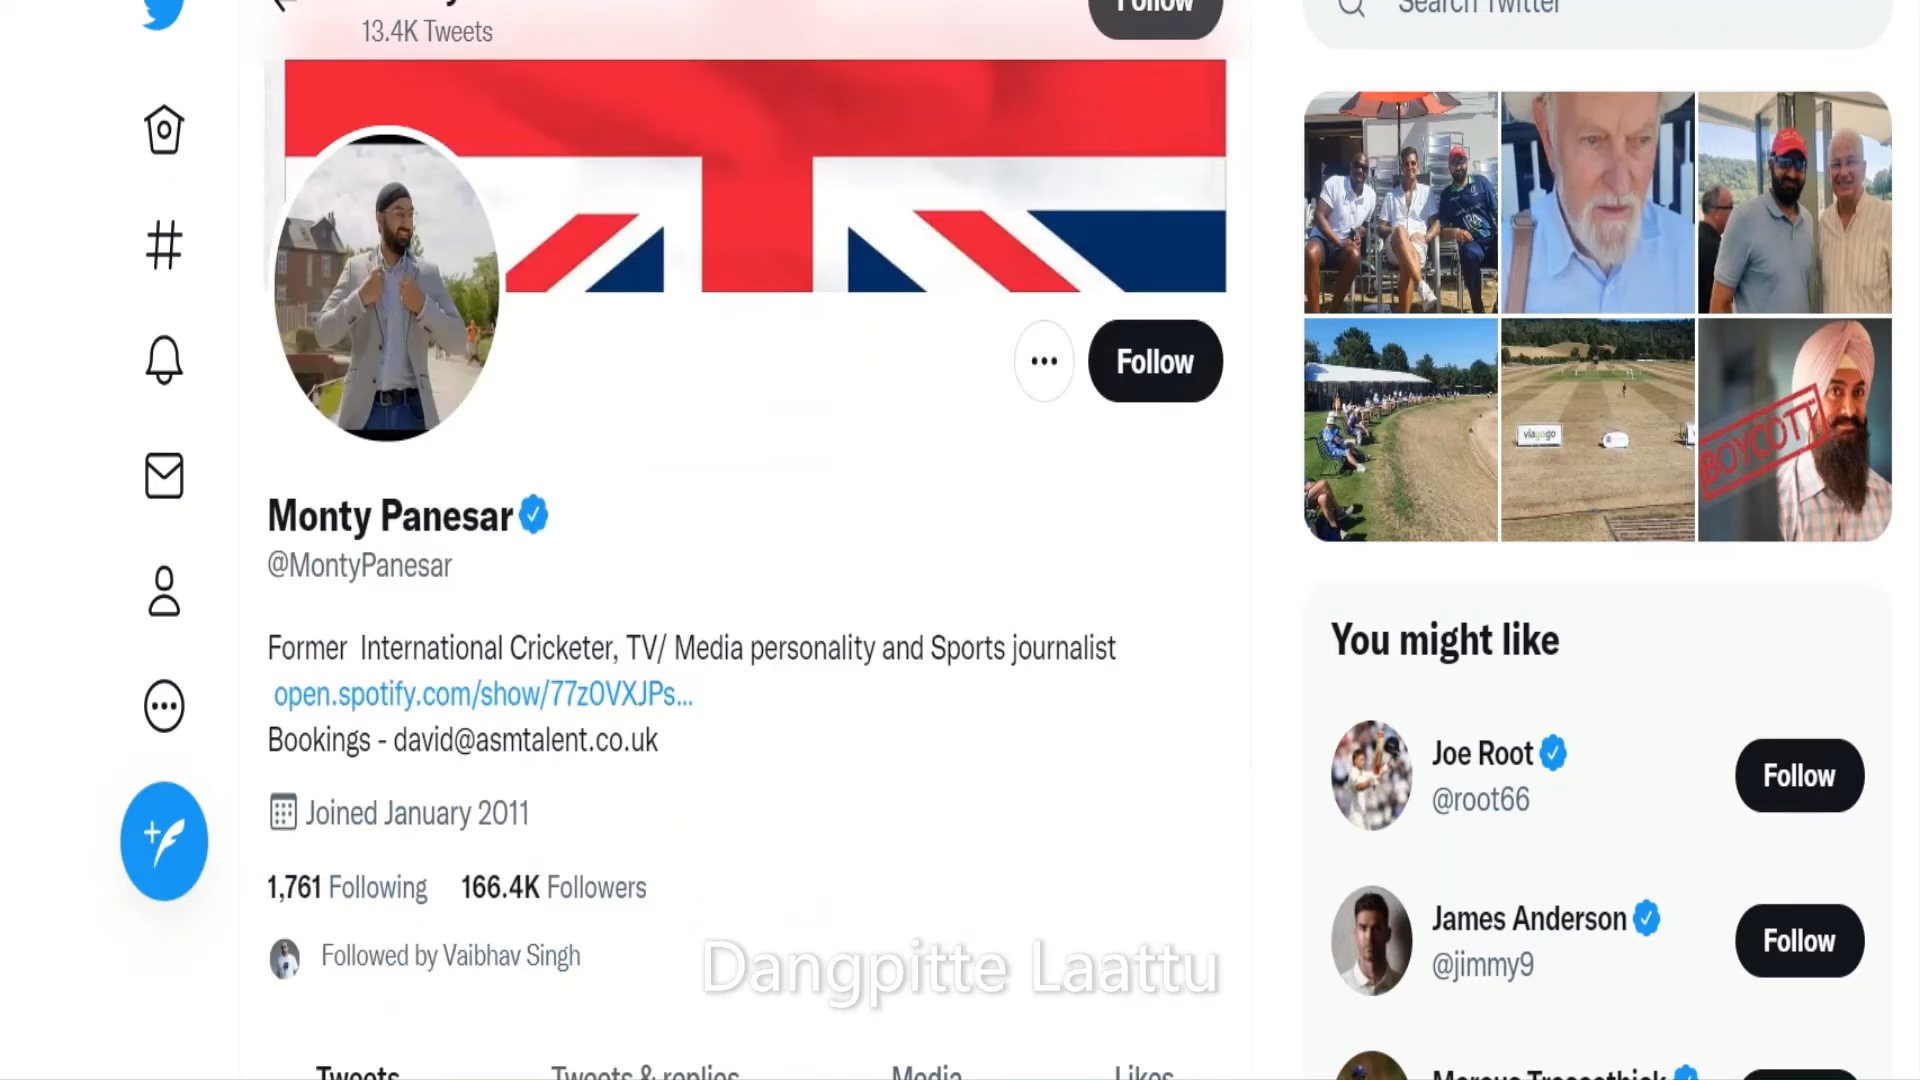 13.4K Tweets
Follow
Search Twitter
Follow
viagogo
BOYCOTT
Monty Panesar
@MontyPanesar
Former International Cricketer, TV/ Media personality and Sports journalist
open.spotify.com/show/77zOVXJPs...
Bookings - david@asmtalent.co.uk
Joined January 2011
1,761 Following 166.4K Followers
Followed by Vaibhav Singh
Dangpitte Laattu
Tweets Tweets & replies Media Likes
You might like
Joe Root
@root66
Follow
James Anderson
@jimmy9
Follow
Marcus Trescothick